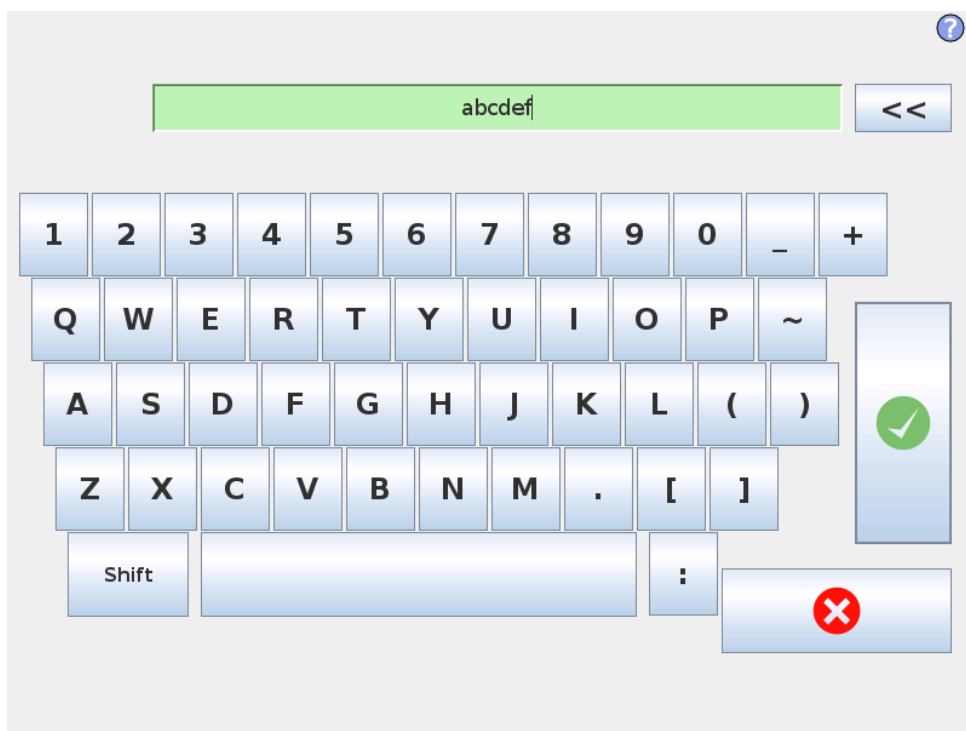 ?
abcdef
<<
1 2 3 4 5 6 7 8 9 0 _ +
Q W E R T Y U I O P ~
A S D F G H J K L ( )
Z X C V B N M . [ ]
Shift :